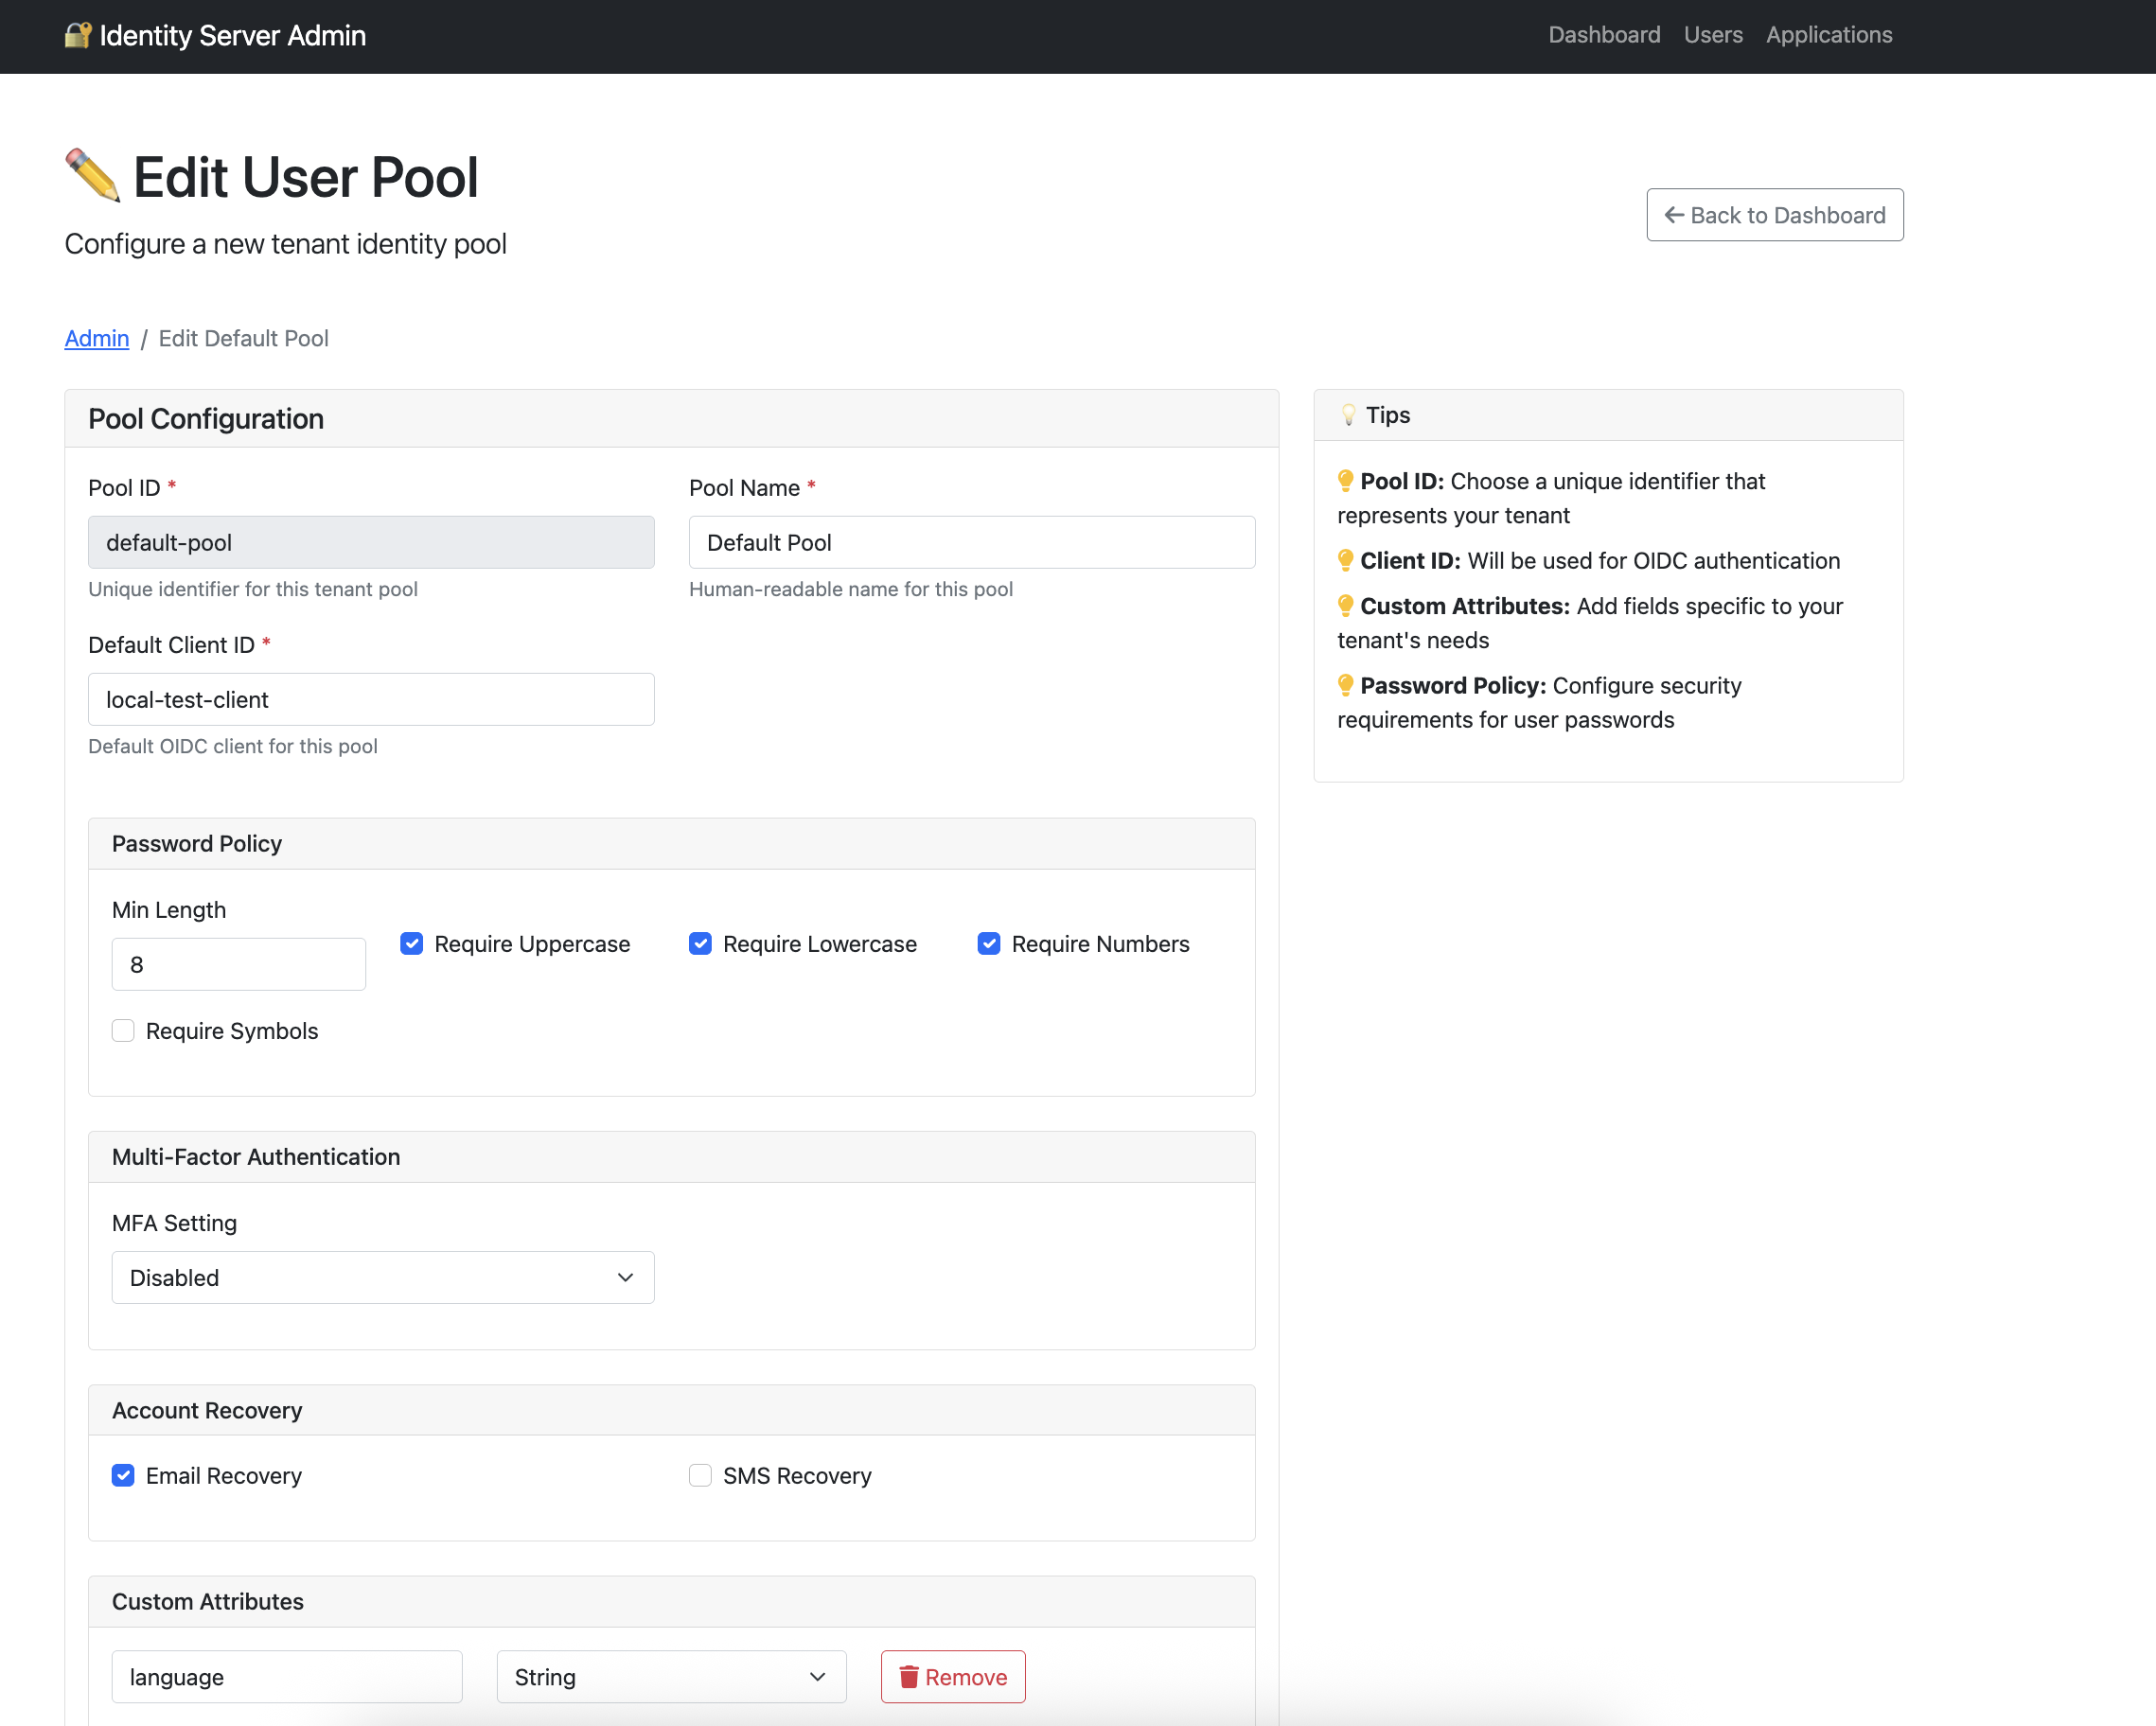 Identity Server Admin
Dashboard Users Applications
Edit User Pool
Configure a new tenant identity pool
Back to Dashboard
Admin / Edit Default Pool
Pool Configuration
Pool ID *
default-pool
Unique identifier for this tenant pool
Pool Name *
Default Pool
Human-readable name for this pool
Default Client ID *
local-test-client
Default OIDC client for this pool
Password Policy
Min Length
8
Require Uppercase
Require Lowercase
Require Numbers
Require Symbols
Multi-Factor Authentication
MFA Setting
Disabled
Account Recovery
Email Recovery
SMS Recovery
Custom Attributes
language
String
Remove
Tips
Pool ID: Choose a unique identifier that
represents your tenant
Client ID: Will be used for OIDC authentication
Custom Attributes: Add fields specific to your
tenant's needs
Password Policy: Configure security
requirements for user passwords